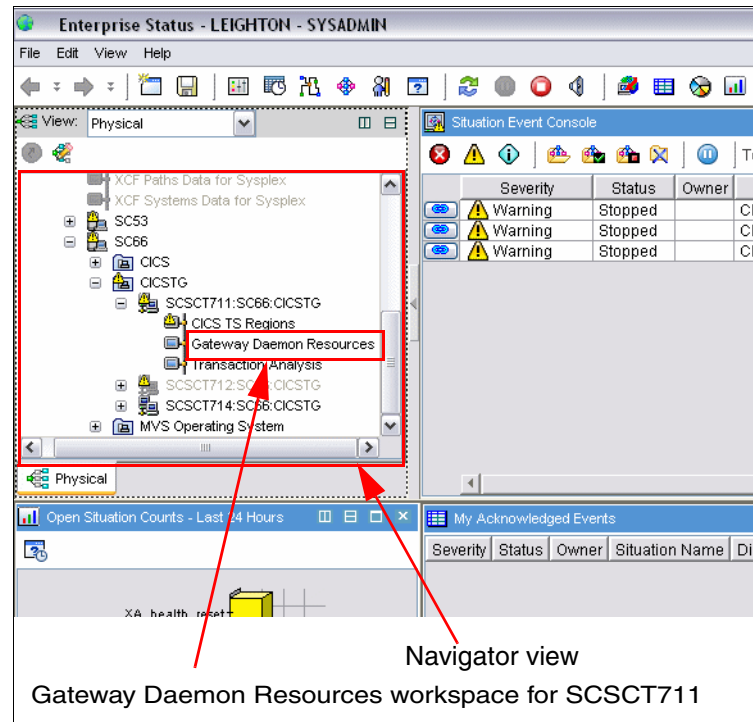 Enterprise Status - LEIGHTON - SYSADMIN
File Edit View Help
View: Physical
Situation Event Console
XCF Paths Data for Sysplex
XCF Systems Data for Sysplex
SC53
SC66
CICS
CICSTG
SCSCT711:SC66:CICSTG
CICS TS Regions
Gateway Daemon Resources
Transaction Analysis
SCSCT712:SC66:CICSTG
SCSCT714:SC66:CICSTG
MVS Operating System
Physical
Severity Status Owner
Warning Stopped
Warning Stopped
Warning Stopped
Open Situation Counts - Last 24 Hours
My Acknowledged Events
Severity Status Owner Situation Name Di
XA_health_reset
Navigator view
Gateway Daemon Resources workspace for SCSCT711